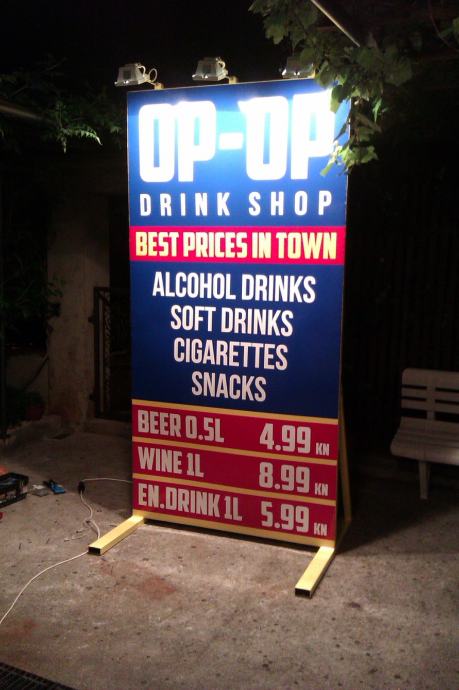 OP-OP
DRINK SHOP
BEST PRICES IN TOWN
ALCOHOL DRINKS
SOFT DRINKS
CIGARETTES
SNACKS
BEER 0.5L 4.99 KN
WINE 1L 8.99 KN
EN.DRINK 1L 5.99 KN